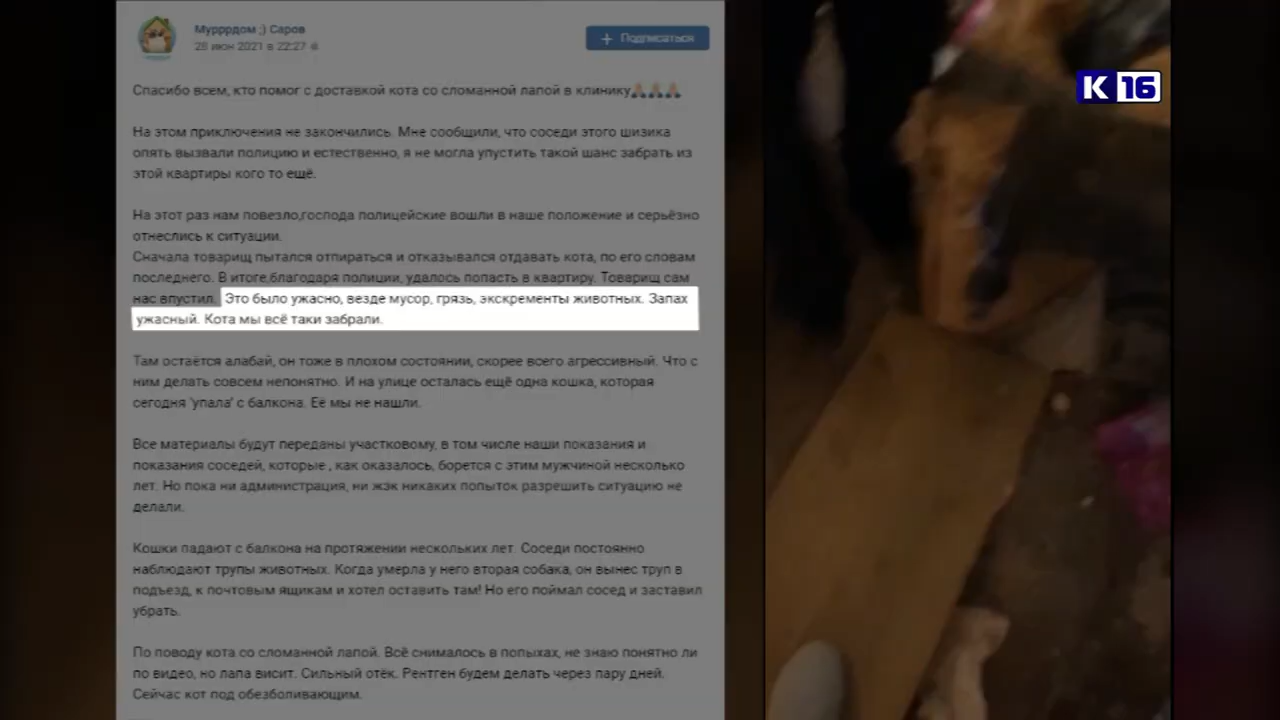 Мурррдом ;) Саров
28 июн 2021 в 22:27
+ Подписаться
К 16
Спасибо всем, кто помог с доставкой кота со сломанной лапой в клинику🙏🙏🙏
На этом приключения не закончились. Мне сообщили, что соседи этого шизика
опять вызвали полицию и естественно, я не могла упустить такой шанс забрать из
этой квартиры кого то ещё.
На этот раз нам повезло,господа полицейские вошли в наше положение и серьёзно
отнеслись к ситуации.
Сначала товарищ пытался отпираться и отказывался отдавать кота, по его словам
последнего. В итоге,благодаря полиции, удалось попасть в квартиру. Товарищ сам
нас впустил. Это было ужасно, везде мусор, грязь, экскременты животных. Запах
ужасный. Кота мы всё таки забрали.
Там остаётся алабай, он тоже в плохом состоянии, скорее всего агрессивный. Что с
ним делать совсем непонятно. И на улице осталась ещё одна кошка, которая
сегодня 'упала' с балкона. Её мы не нашли.
Все материалы будут переданы участковому, в том числе наши показания и
показания соседей, которые , как оказалось, борется с этим мужчиной несколько
лет. Но пока ни администрация, ни жэк никаких попыток разрешить ситуацию не
делали.
Кошки падают с балкона на протяжении нескольких лет. Соседи постоянно
наблюдают трупы животных. Когда умерла у него вторая собака, он вынес труп в
подъезд, к почтовым ящикам и хотел оставить там! Но его поймал сосед и заставил
убрать.
По поводу кота со сломанной лапой. Всё снималось в попыхах, не знаю понятно ли
по видео, но лапа висит. Сильный отёк. Рентген будем делать через пару дней.
Сейчас кот под обезболивающим.